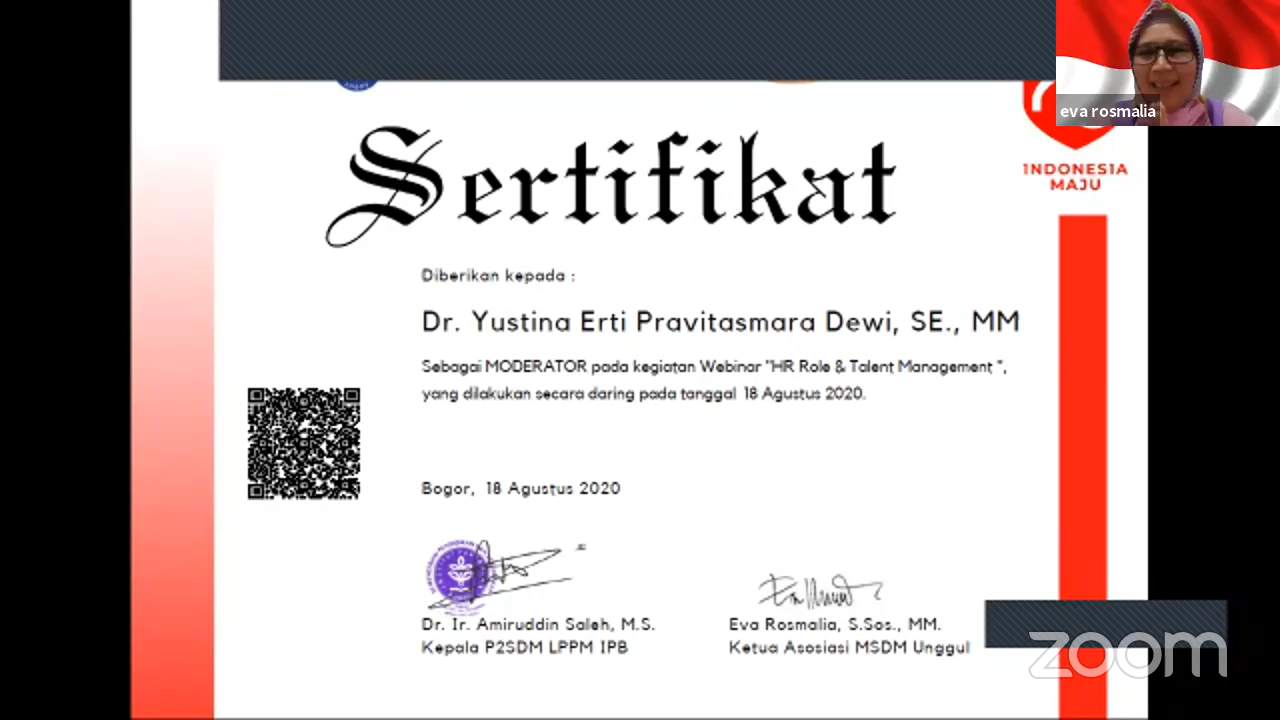 eva rosmalia
INDONESIA
MAJU
Sertifikat
Diberikan kepada :
Dr. Yustina Erti Pravitasmara Dewi, SE., MM
Sebagai MODERATOR pada kegiatan Webinar "HR Role & Talent Management ",
yang dilakukan secara daring pada tanggal 18 Agustus 2020.
Bogor, 18 Agustus 2020
Dr. Ir. Amiruddin Saleh, M.S.
Kepala P2SDM LPPM IPB
Eva Rosmalia, S.Sos., MM.
Ketua Asosiasi MSDM Unggul
zoom